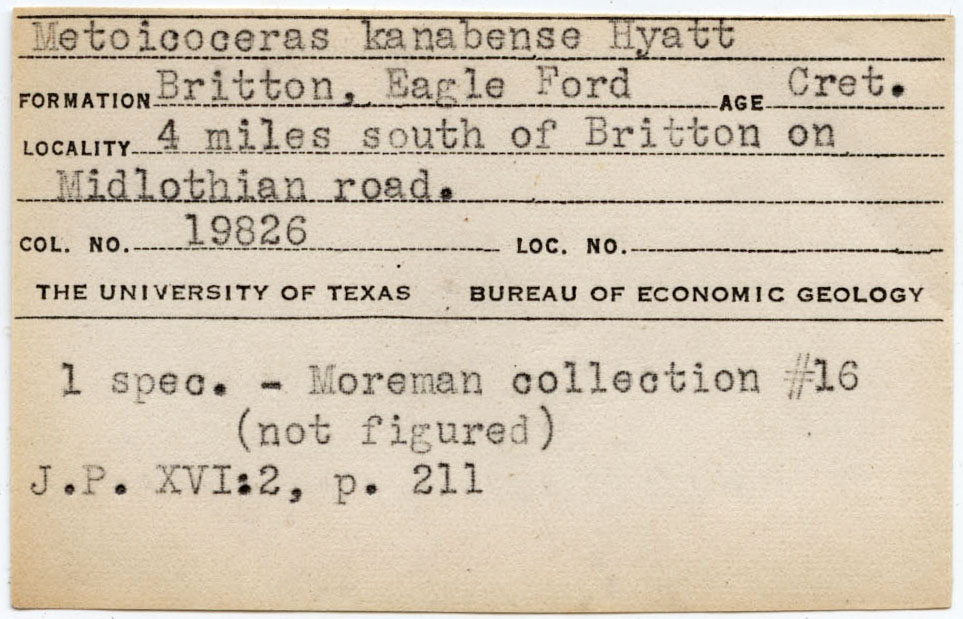 Metoicoceras kanabense Hyatt
FORMATION Britton, Eagle Ford AGE Cret.
LOCALITY 4 miles south of Britton on
Midlothian road.
COL. NO. 19826 LOC. NO.
THE UNIVERSITY OF TEXAS BUREAU OF ECONOMIC GEOLOGY
1 spec. - Moreman collection #16
(not figured)
J.P. XVI:2, p. 211